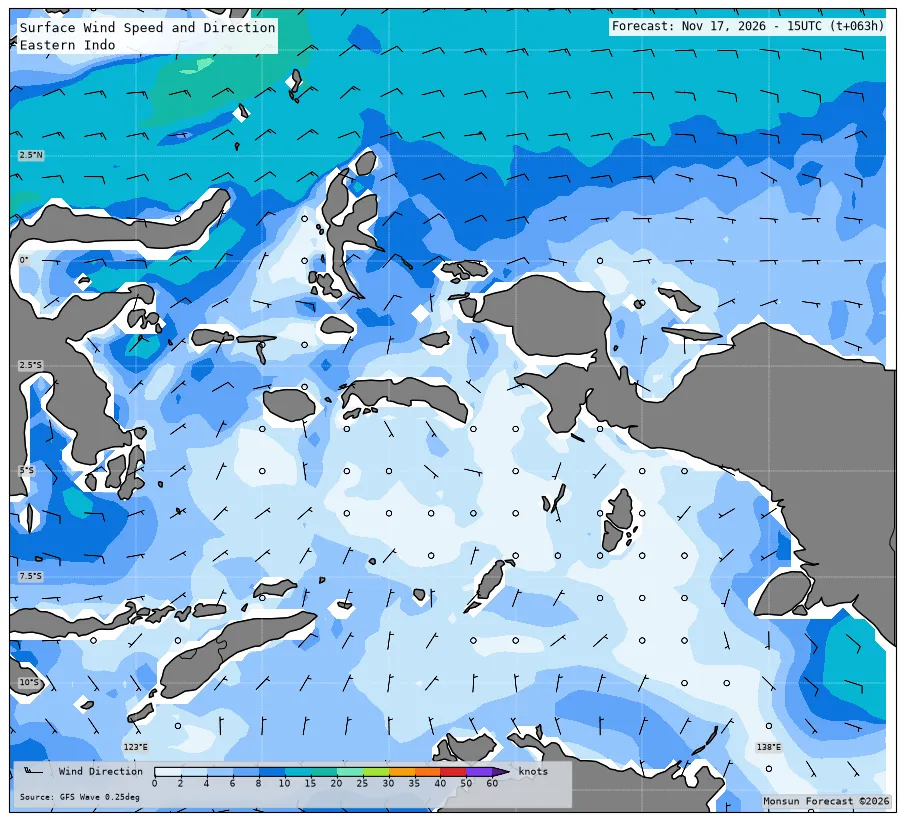 Surface Wind Speed and Direction
Eastern Indo
Forecast: Nov 17, 2026 - 15UTC (t+063h)
2.5°N
0°
2.5°S
5°S
7.5°S
10°S
123°E
138°E
Wind Direction
knots
0 2 4 6 8 10 15 20 25 30 35 40 50 60
Source: GFS Wave 0.25deg
Monsun Forecast ©2026